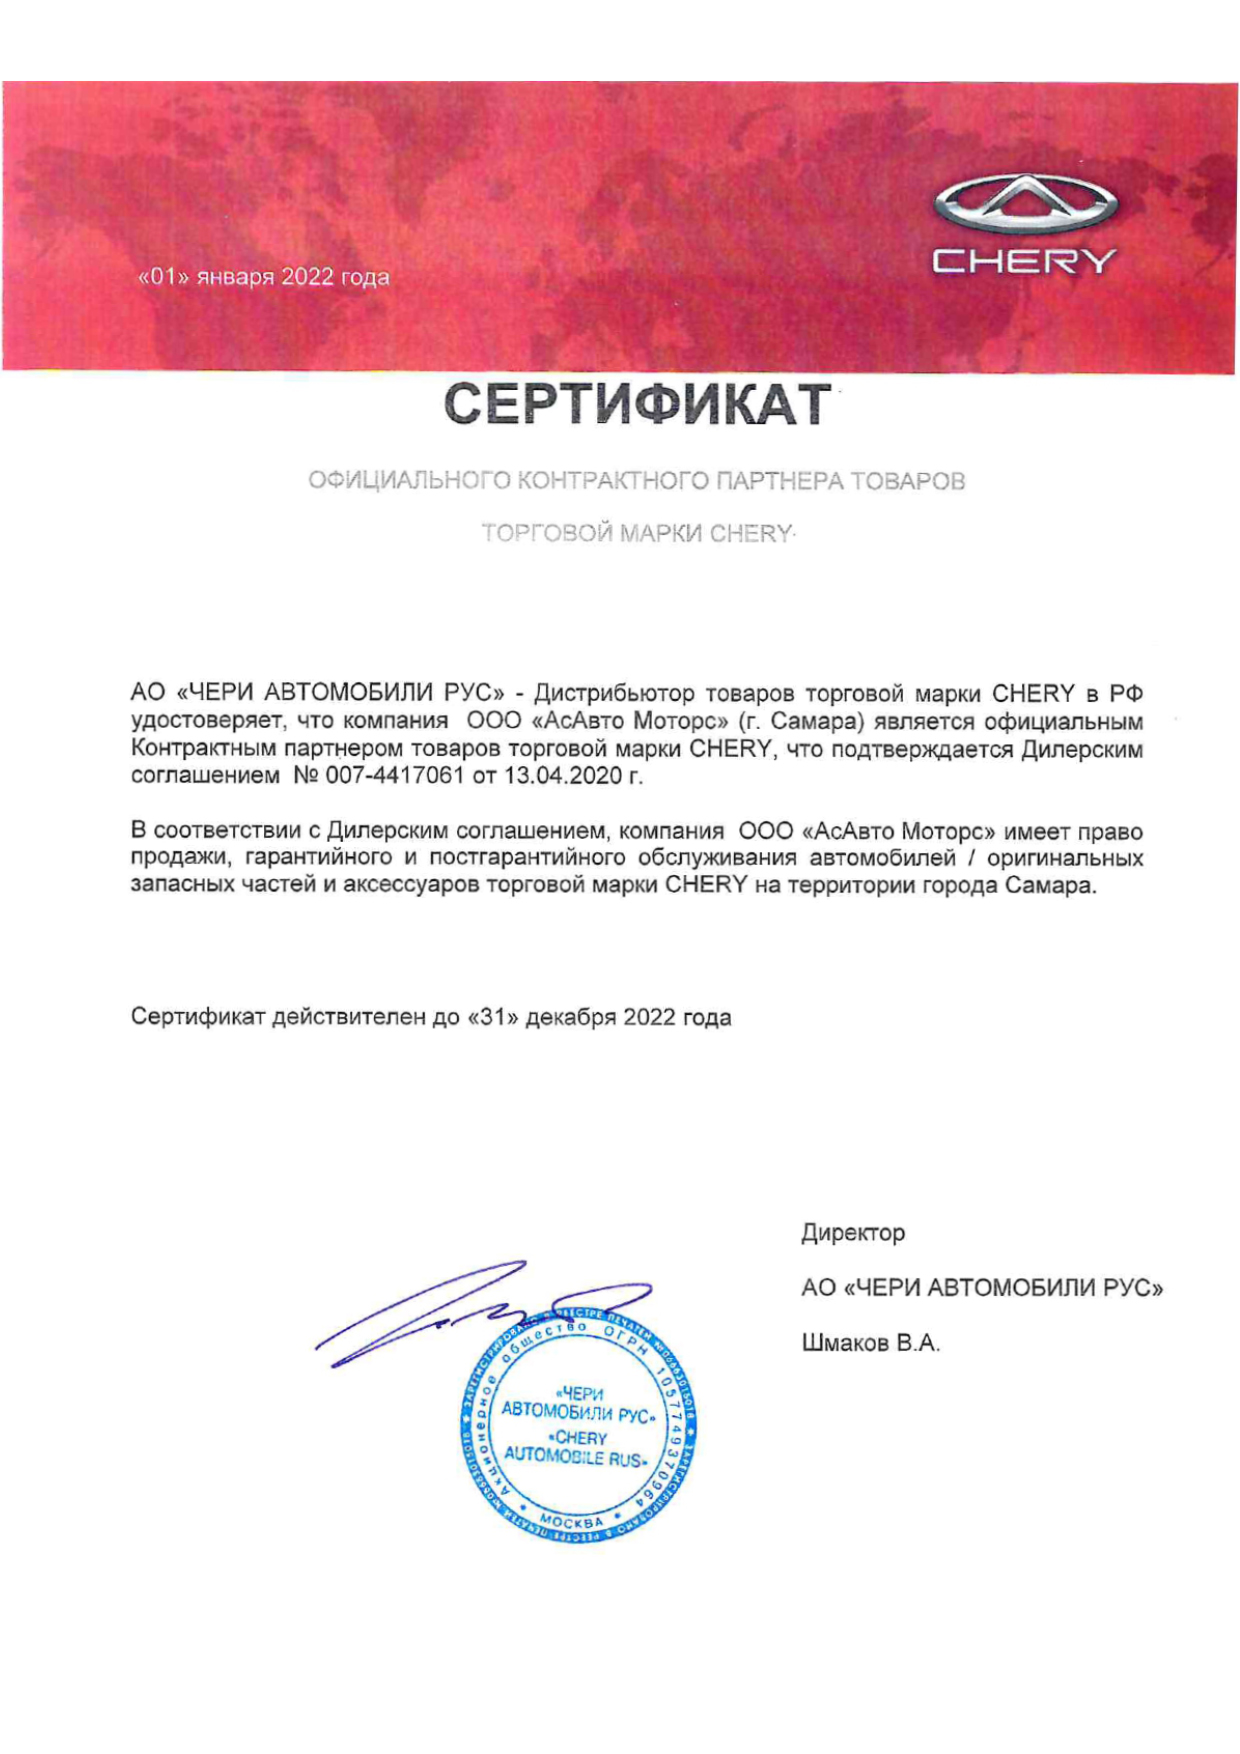 «01» января 2022 года
CHERY
СЕРТИФИКАТ
ОФИЦИАЛЬНОГО КОНТРАКТНОГО ПАРТНЕРА ТОВАРОВ
ТОРГОВОЙ МАРКИ CHERY
АО «ЧЕРИ АВТОМОБИЛИ РУС» - Дистрибьютор товаров торговой марки CHERY в РФ
удостоверяет, что компания ООО «АсАвто Моторс» (г. Самара) является официальным
Контрактным партнером товаров торговой марки CHERY, что подтверждается Дилерским
соглашением № 007-4417061 от 13.04.2020 г.
В соответствии с Дилерским соглашением, компания ООО «АсАвто Моторс» имеет право
продажи, гарантийного и постгарантийного обслуживания автомобилей / оригинальных
запасных частей и аксессуаров торговой марки CHERY на территории города Самара.
Сертификат действителен до «31» декабря 2022 года
Директор
АО «ЧЕРИ АВТОМОБИЛИ РУС»
Шмаков В.А.
Акционерное общество ОГРН 1057749370964
«ЧЕРИ
АВТОМОБИЛИ РУС»
«CHERY
AUTOMOBILE RUS»
МОСКВА